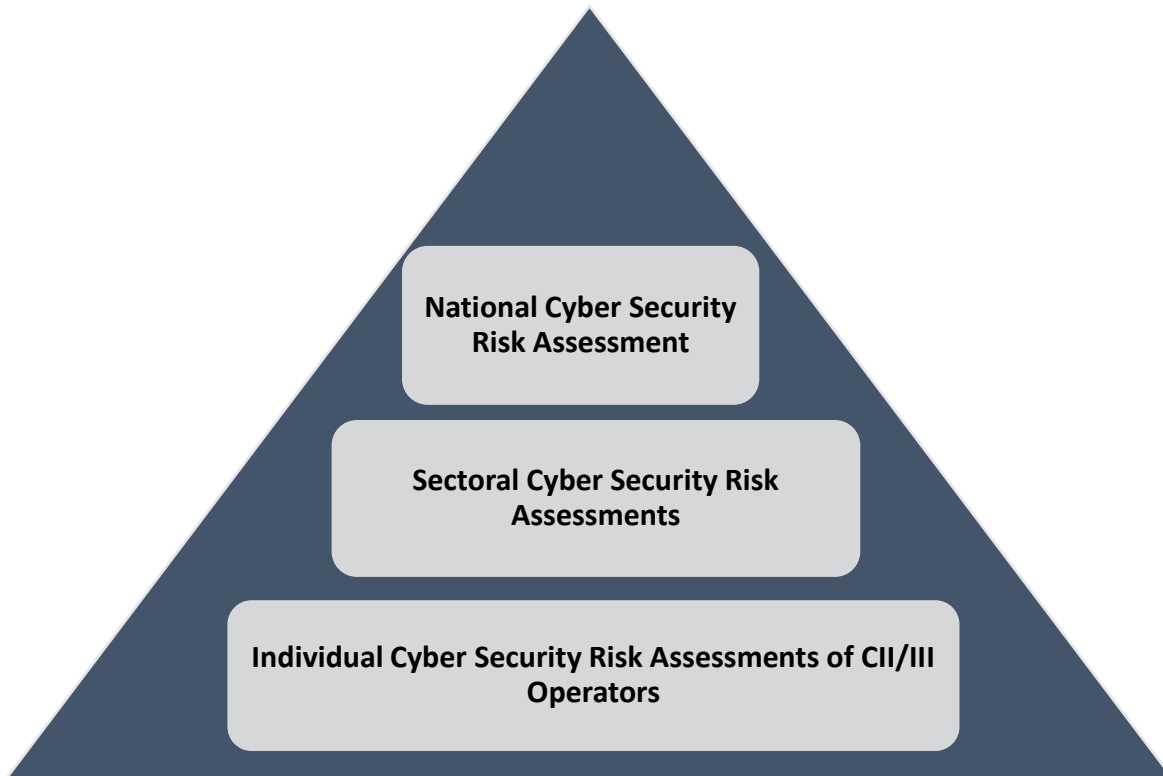 National Cyber Security
Risk Assessment
Sectoral Cyber Security Risk
Assessments
Individual Cyber Security Risk Assessments of CII/III
Operators